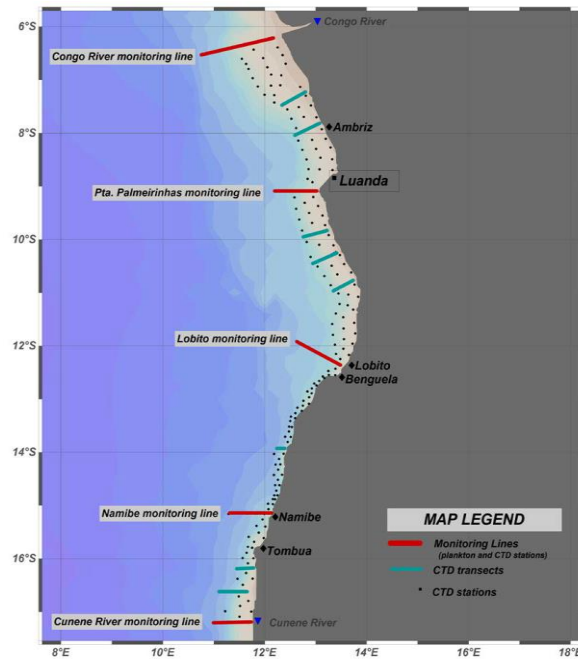 6°S
Congo River
Congo River monitoring line
Ambriz
8°S
Luanda
Pta. Palmeirinhas monitoring line
10°S
Lobito monitoring line
12°S
Lobito
Benguela
14°S
Namibe monitoring line
Namibe
MAP LEGEND
Monitoring Lines
(plankton and CTD stations)
Tombua
16°S
CTD transects
CTD stations
Cunene River monitoring line
Cunene River
8°E
10°E
12°E
14°E
16°E
18°E